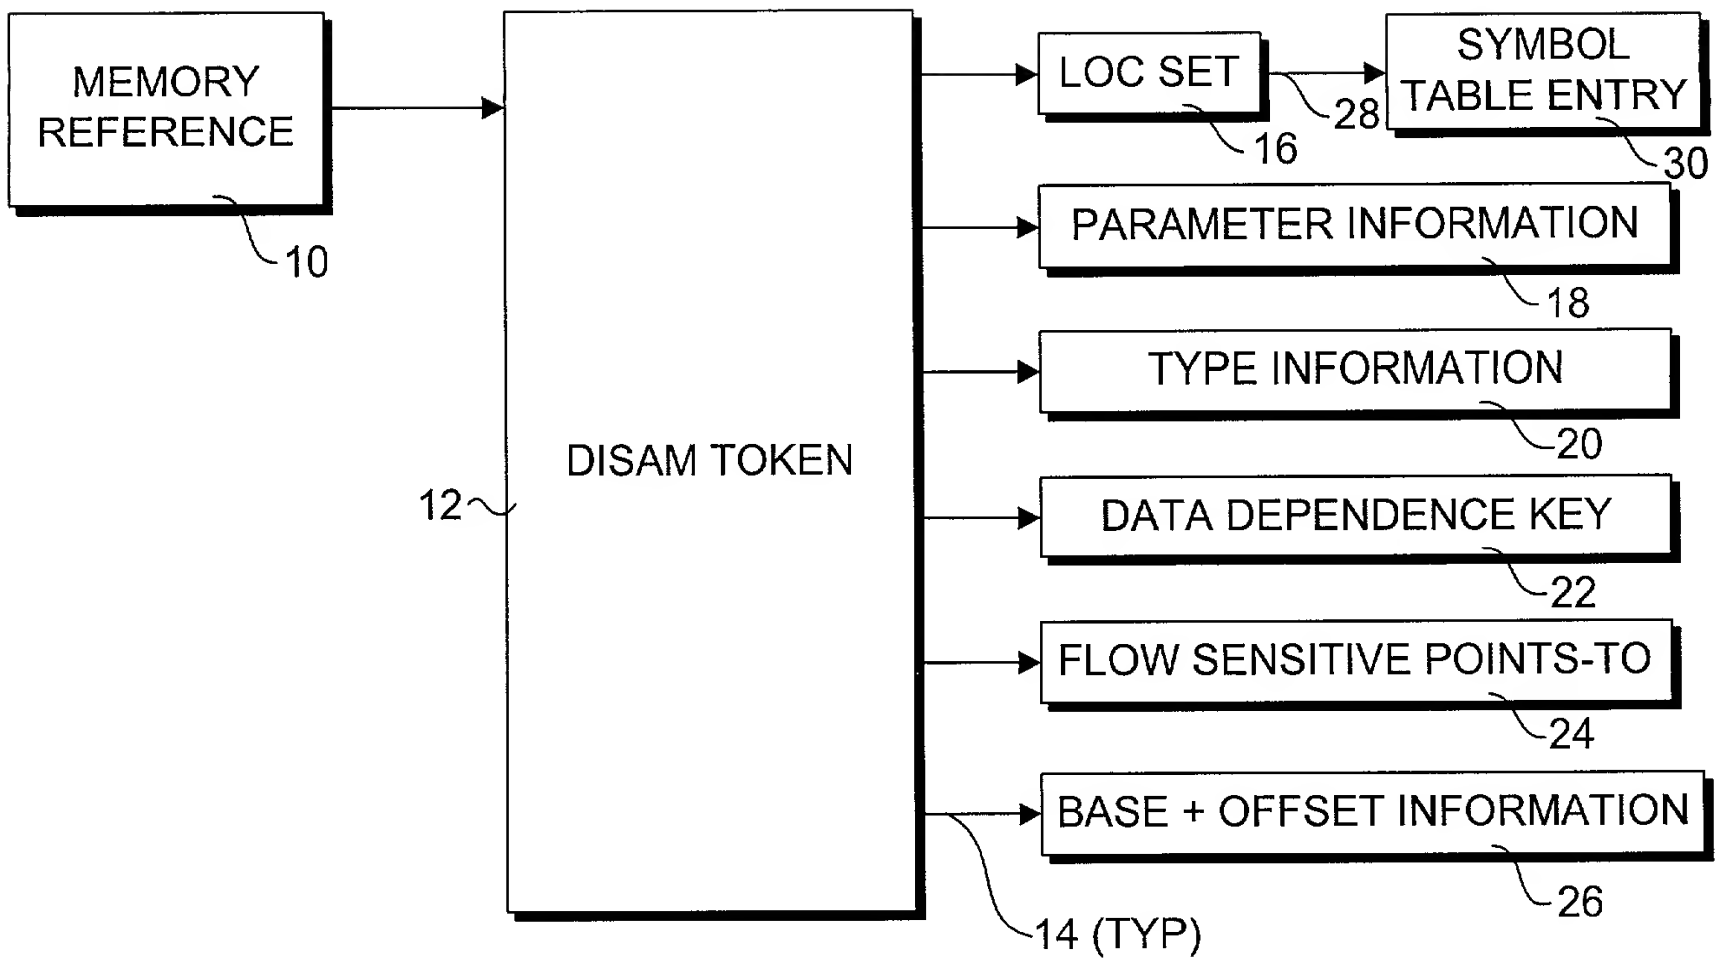 MEMORY
REFERENCE
10
DISAM TOKEN
12
LOC SET
16
28
SYMBOL
TABLE ENTRY
30
PARAMETER INFORMATION
18
TYPE INFORMATION
20
DATA DEPENDENCE KEY
22
FLOW SENSITIVE POINTS-TO
24
BASE + OFFSET INFORMATION
26
14 (TYP)